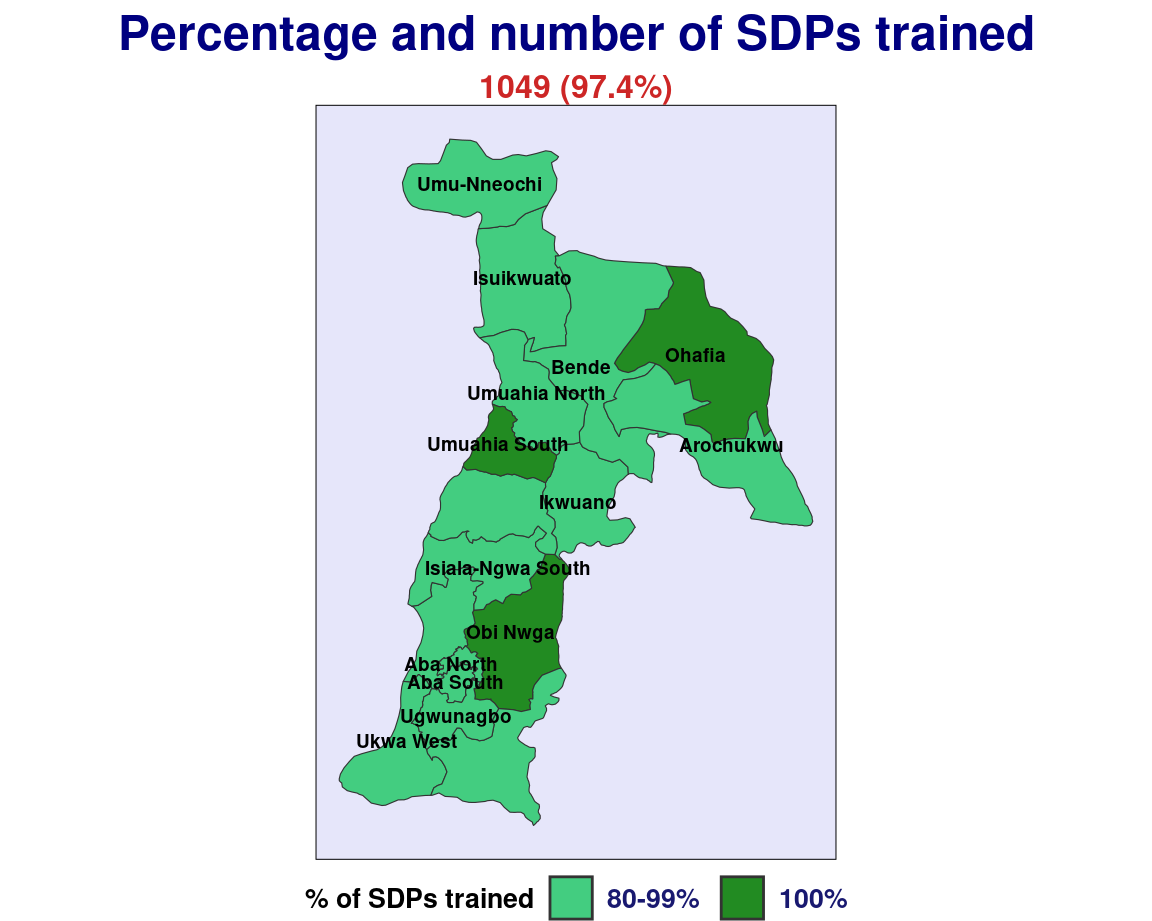 Percentage and number of SDPs trained
1049 (97.4%)
Umu-Nneochi
Isuikwuato
Ohafia
Bende
Umuahia North
Umuahia South
Arochukwu
Ikwuano
Isiala-Ngwa South
Obi Nwga
Aba North
Aba South
Ugwunagbo
Ukwa West
% of SDPs trained 80-99% 100%